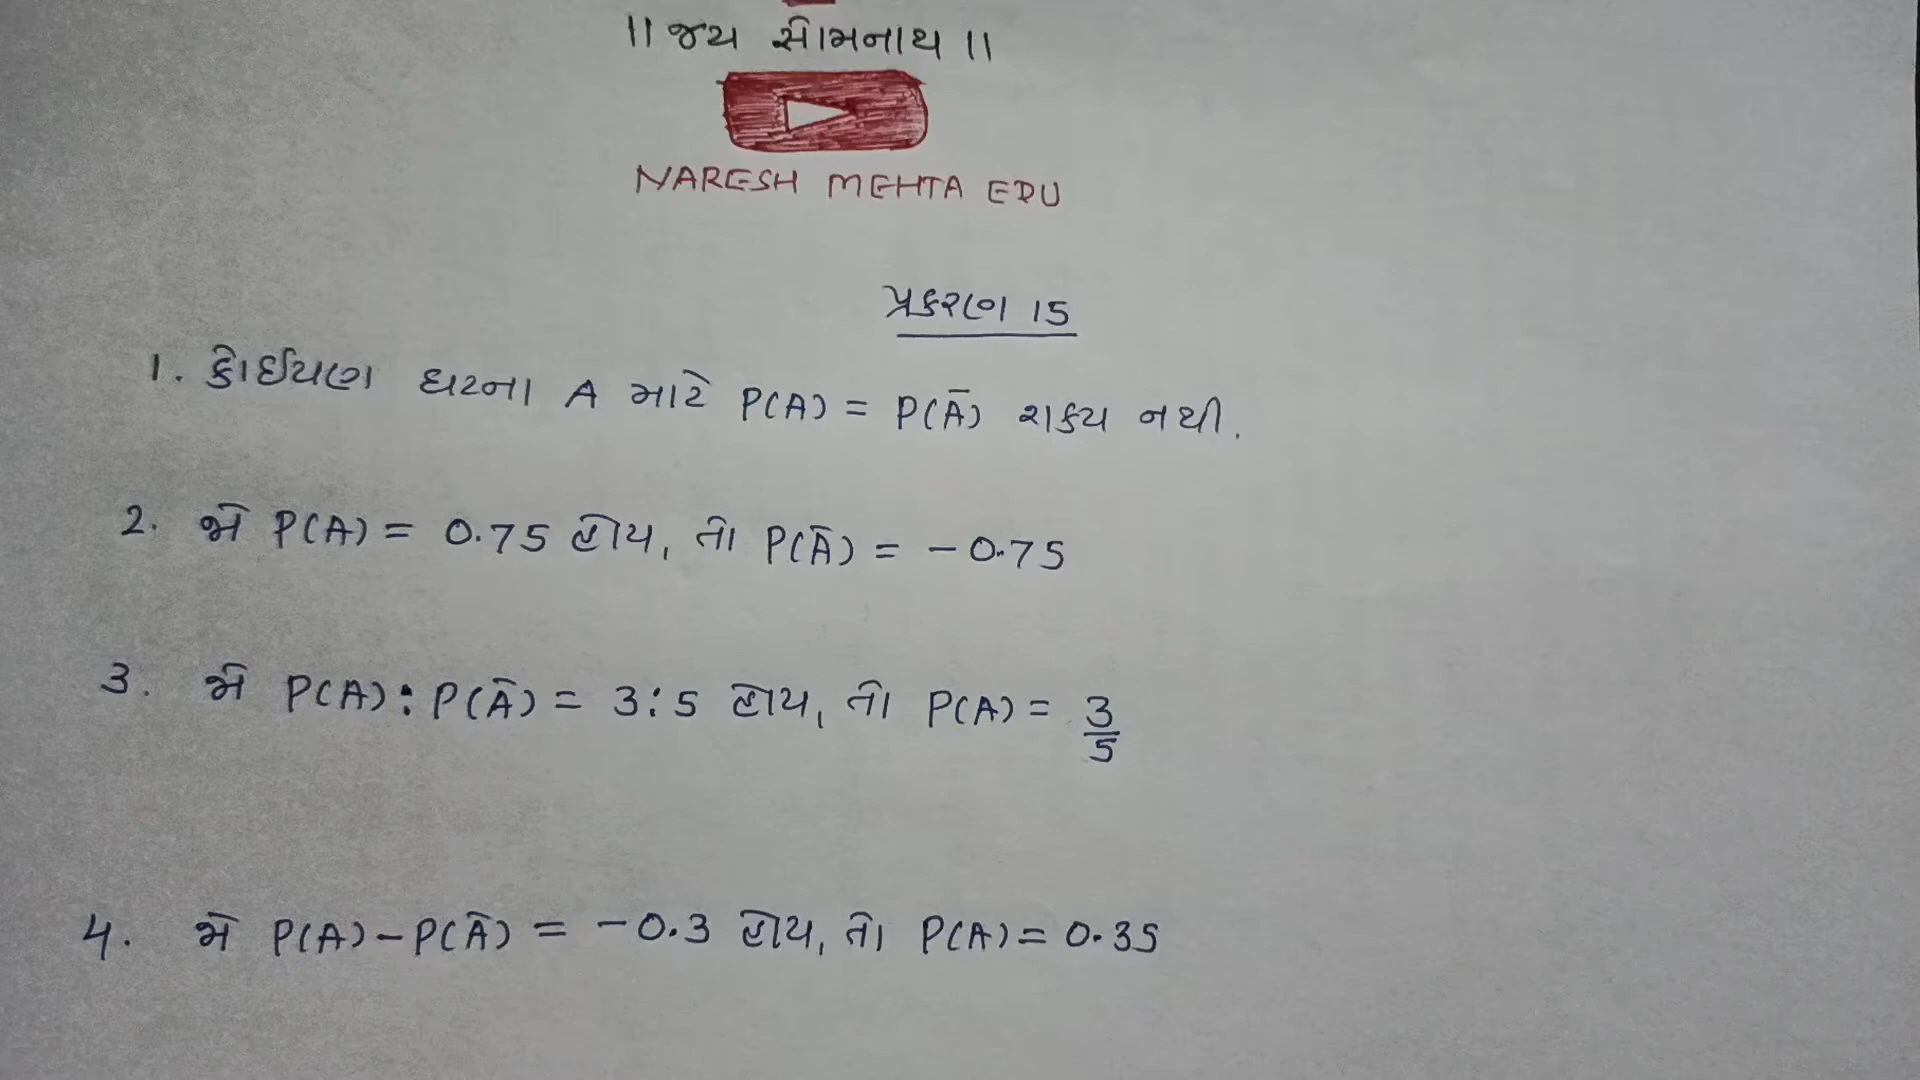 ॥ જય સોમનાથ ॥
NARESH MEHTA EDU
પ્રકરણ 15
1. કોઈપણ ઘટના A માટે P(A) = P(Ā) શક્ય નથી.
2. જો P(A) = 0.75 હોય, તો P(Ā) = -0.75
3. જો P(A) : P(Ā) = 3:5 હોય, તો P(A) = 3/5
4. જો P(A) - P(Ā) = -0.3 હોય, તો P(A) = 0.35